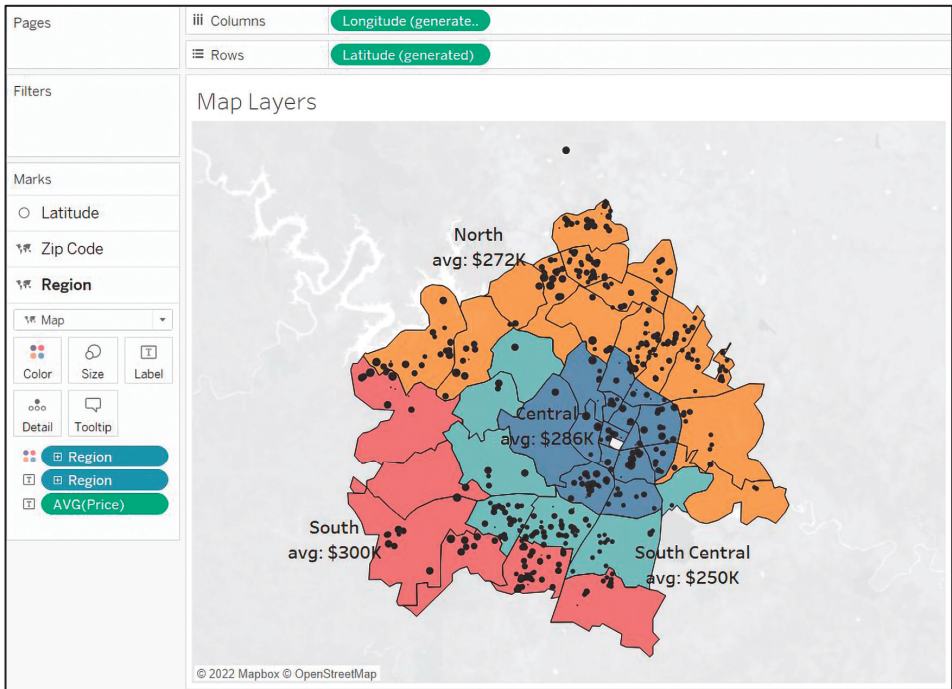 Pages
Columns
Longitude (generate..
Rows
Latitude (generated)
Filters
Map Layers
Marks
Latitude
Zip Code
Region
Map
Color
Size
T
Label
Detail
Tooltip
Region
T
Region
T
AVG(Price)
North
avg: $272K
Central
avg: $286K
South
avg: $300K
South Central
avg: $250K
© 2022 Mapbox © OpenStreetMap